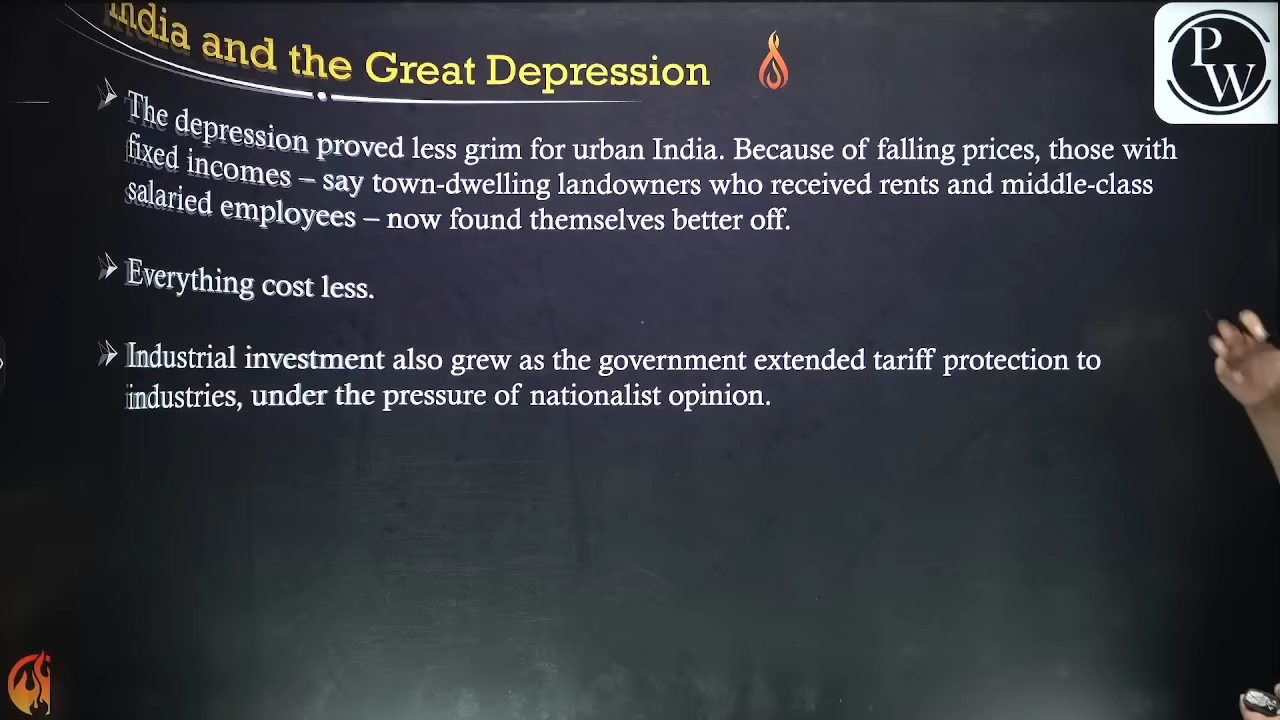 India and the Great Depression
PW
The depression proved less grim for urban India. Because of falling prices, those with
fixed incomes – say town-dwelling landowners who received rents and middle-class
salaried employees – now found themselves better off.
Everything cost less.
Industrial investment also grew as the government extended tariff protection to
industries, under the pressure of nationalist opinion.